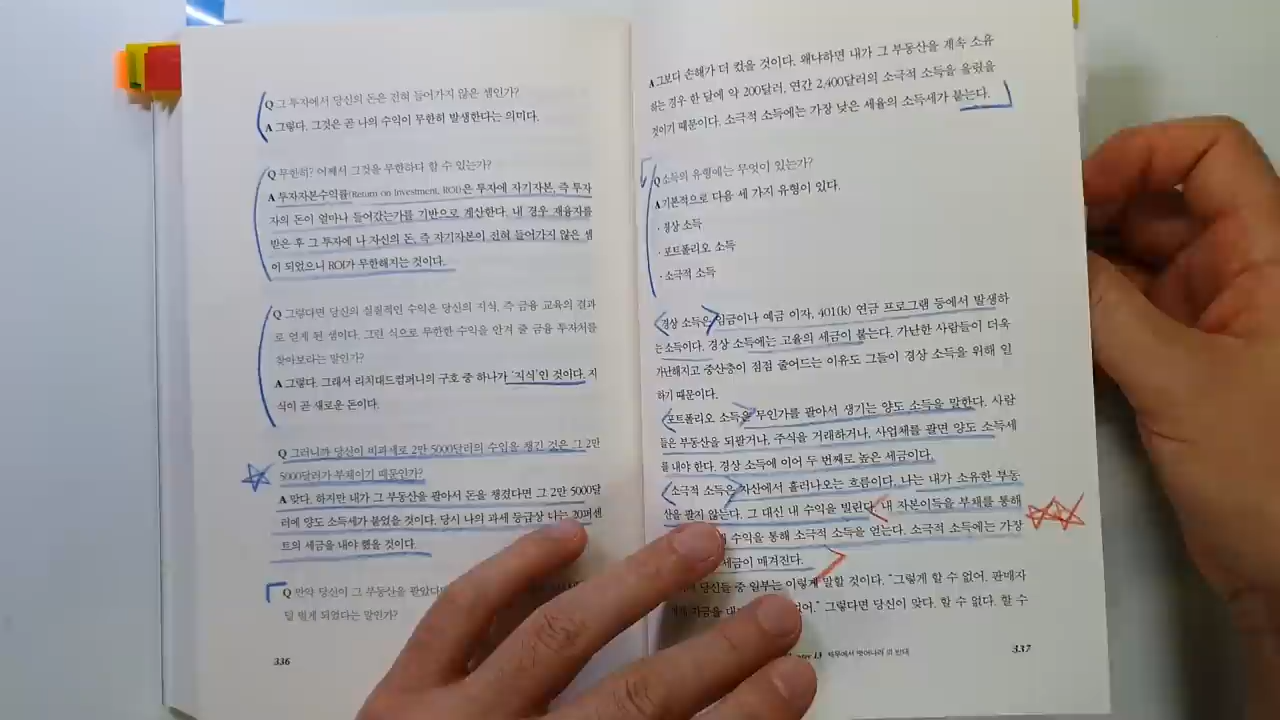 Q 그 투자에서 당신의 돈은 전혀 들어가지 않은 셈인가?
A 그렇다. 그것은 곧 나의 수익이 무한히 발생한다는 의미다.
Q 무한히? 어째서 그것을 무한하다 할 수 있는가?
A 투자자본수익률(Return on Investment, ROI)은 투자에 자기자본, 즉 투자
자의 돈이 얼마나 들어갔는가를 기반으로 계산한다. 내 경우 재융자를
받은 후 그 투자에 나 자신의 돈, 즉 자기자본이 전혀 들어가지 않은 셈
이 되었으니 ROI가 무한해지는 것이다.
Q 그렇다면 당신의 실질적인 수익은 당신의 지식, 즉 금융 교육의 결과
로 얻게 된 셈이다. 그런 식으로 무한한 수익을 안겨 줄 금융 투자처를
찾아보라는 말인가?
A 그렇다. 그래서 리치대드컴퍼니의 구호 중 하나가 '지식'인 것이다. 지
식이 곧 새로운 돈이다.
Q 그러니까 당신이 비과세로 2만 5000달러의 수입을 챙긴 것은 그 2만
5000달러가 부채이기 때문인가?
A 맞다. 하지만 내가 그 부동산을 팔아서 돈을 챙겼다면 그 2만 5000달
러에 양도 소득세가 붙었을 것이다. 당시 나의 과세 등급상 나는 20퍼센
트의 세금을 내야 했을 것이다.
Q 만약 당신이 그 부동산을 팔았다
덜 벌게 되었다는 말인가?
336
A 그보다 손해가 더 컸을 것이다. 왜냐하면 내가 그 부동산을 계속 소유
하는 경우 한 달에 약 200달러, 연간 2,400달러의 소극적 소득을 올렸을
것이기 때문이다. 소극적 소득에는 가장 낮은 세율의 소득세가 붙는다.
Q 소득의 유형에는 무엇이 있는가?
A 기본적으로 다음 세 가지 유형이 있다.
· 경상 소득
· 포트폴리오 소득
· 소극적 소득
경상 소득은 임금이나 예금 이자, 401(k) 연금 프로그램 등에서 발생하
는 소득이다. 경상 소득에는 고율의 세금이 붙는다. 가난한 사람들이 더욱
가난해지고 중산층이 점점 줄어드는 이유도 그들이 경상 소득을 위해 일
하기 때문이다.
포트폴리오 소득은 무언가를 팔아서 생기는 양도 소득을 말한다. 사람
들은 부동산을 되팔거나, 주식을 거래하거나, 사업체를 팔면 양도 소득세
를 내야 한다. 경상 소득에 이어 두 번째로 높은 세금이다.
소극적 소득은 자산에서 흘러나오는 흐름이다. 나는 내가 소유한 부동
산을 팔지 않는다. 그 대신 내 수익을 빌린다. 내 자본이득을 부채를 통해
수익을 통해 소극적 소득을 얻는다. 소극적 소득에는 가장
세금이 매겨진다.
당신들 중 일부는 이렇게 말할 것이다. "그렇게 할 수 없어. 판매자
없어." 그렇다면 당신이 맞다. 할 수 없다. 할 수
13 채무에서 벗어나라의 반대
337